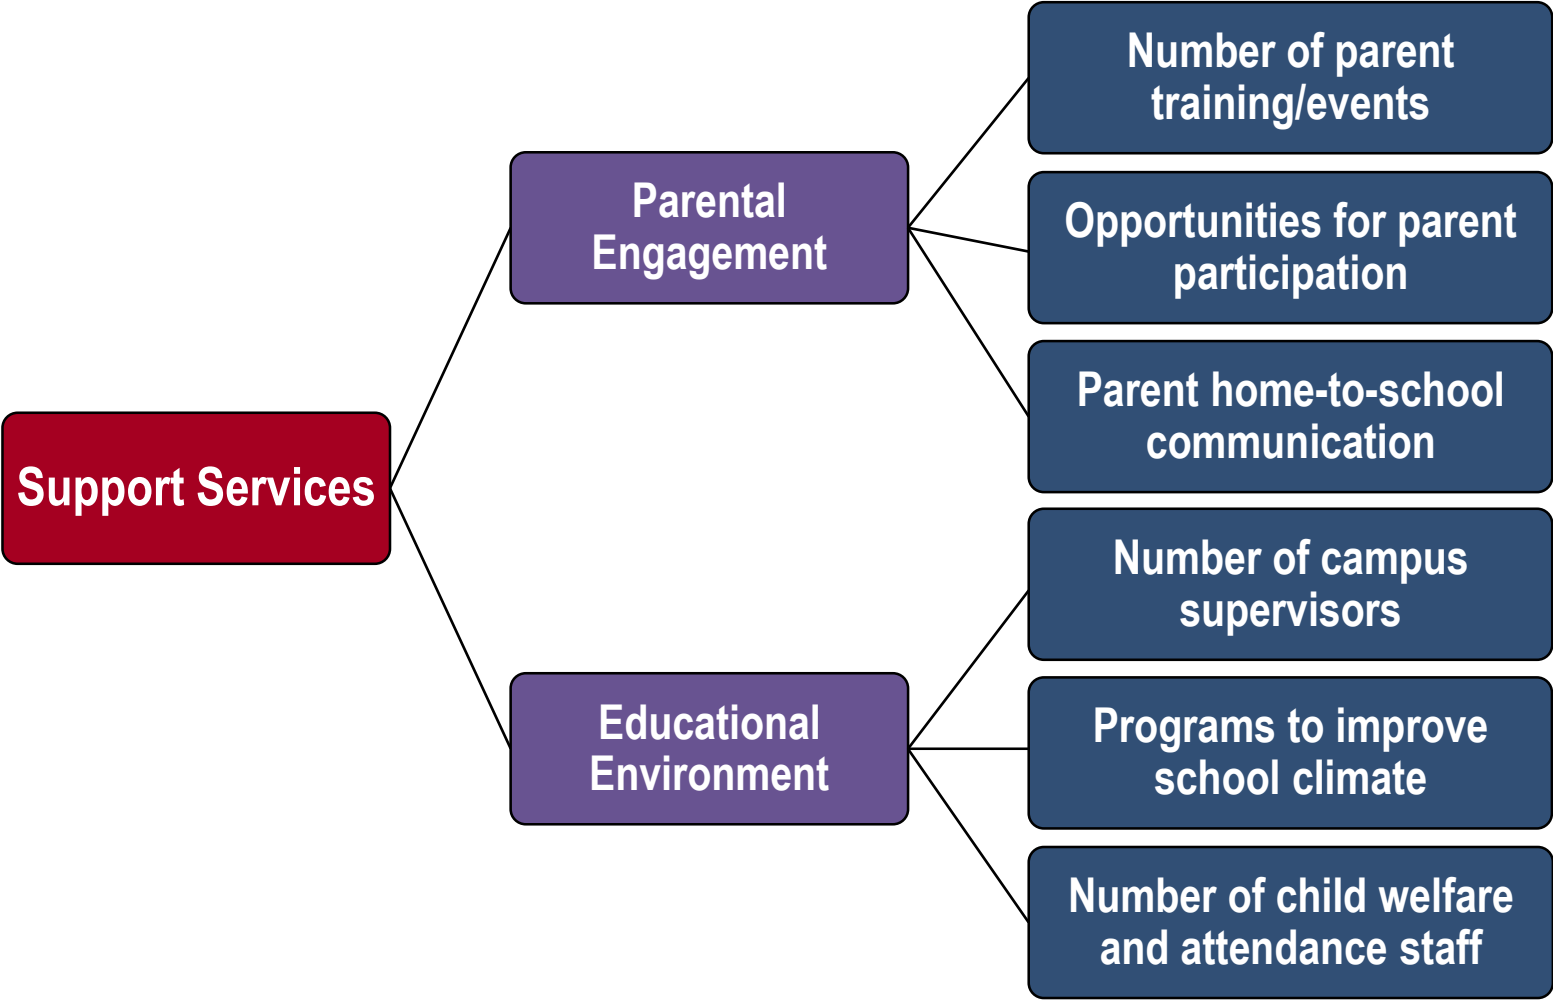 Support Services
Parental
Engagement
Number of parent
training/events
Opportunities for parent
participation
Parent home-to-school
communication
Educational
Environment
Number of campus
supervisors
Programs to improve
school climate
Number of child welfare
and attendance staff